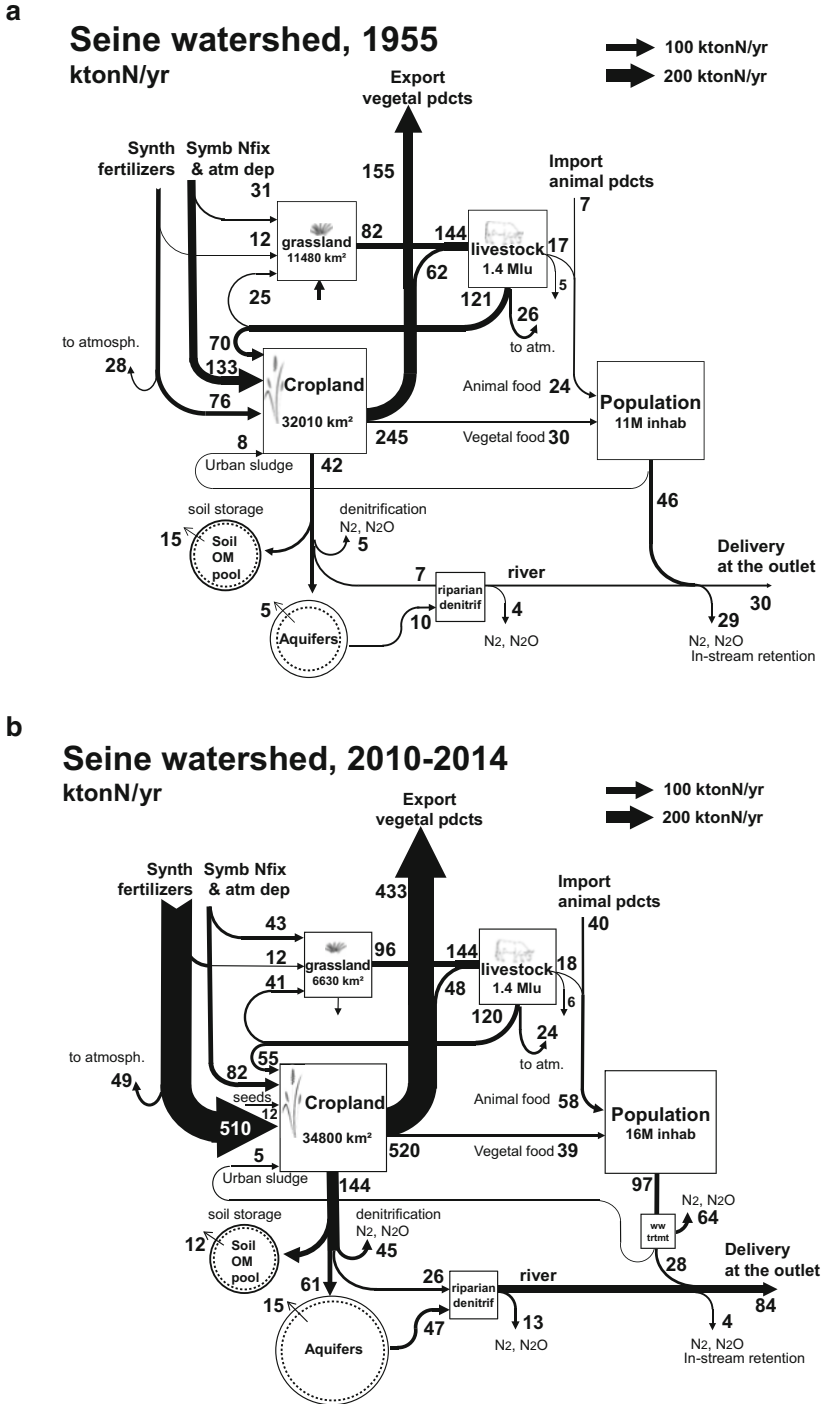 a
Seine watershed, 1955
ktonN/yr
100 ktonN/yr
200 ktonN/yr
Export
vegetal pdcts
Synth
fertilizers
Symb Nfix
& atm dep
155
Import
animal pdcts
7
31
12
25
grassland
11480 km²
82
144
62
livestock
1.4 Mlu
17
5
121
26
to atm.
to atmosph.
28
70
133
76
Cropland
32010 km²
245
Animal food 24
Vegetal food 30
Population
11M inhab
8
Urban sludge
42
46
soil storage
15
Soil
OM
pool
denitrification
N2, N2O
5
7
river
riparian
denitrif
4
N2, N2O
5
Aquifers
10
Delivery
at the outlet
30
29
N2, N2O
In-stream retention
b
Seine watershed, 2010-2014
ktonN/yr
100 ktonN/yr
200 ktonN/yr
Export
vegetal pdcts
Synth
fertilizers
Symb Nfix
& atm dep
433
Import
animal pdcts
40
43
12
41
grassland
6630 km²
96
144
48
livestock
1.4 Mlu
18
6
120
24
to atm.
to atmosph.
49
55
82
seeds
12
510
Cropland
34800 km²
520
Animal food 58
Vegetal food 39
Population
16M inhab
5
Urban sludge
144
97
N2, N2O
64
ww
trtmt
28
soil storage
12
Soil
OM
pool
denitrification
N2, N2O
45
61
26
river
riparian
denitrif
13
N2, N2O
15
Aquifers
47
Delivery
at the outlet
84
4
N2, N2O
In-stream retention